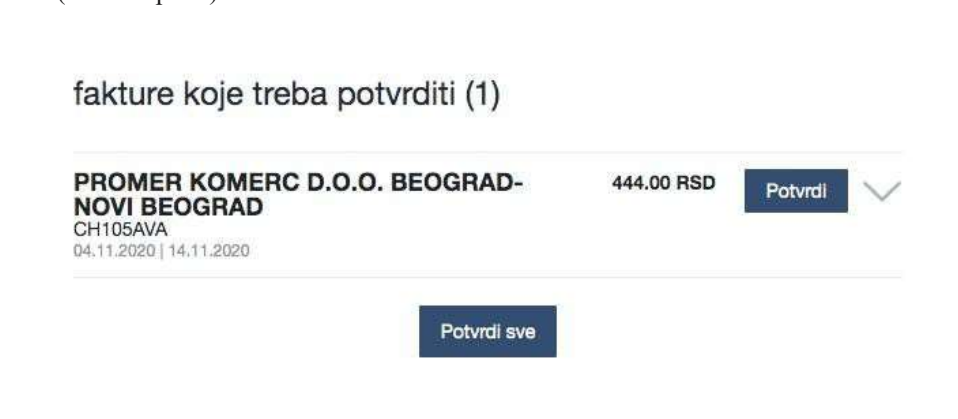 fakture koje treba potvrditi (1)
PROMER KOMERC D.O.O. BEOGRAD- 444.00 RSD Potvrdi
NOVI BEOGRAD
CH105AVA
04.11.2020 | 14.11.2020
Potvrdi sve